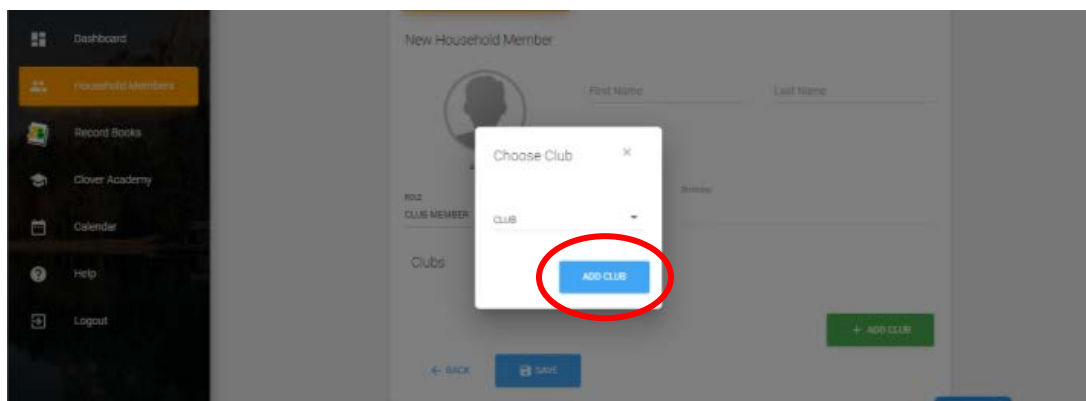 Dashboard
Household Members
Record Books
Clover Academy
Calendar
Help
Logout
New Household Member
First Name
Last Name
Choose Club
×
ROLE
CLUB MEMBER
Birthday
CLUB
Clubs
ADD CLUB
+ ADD CLUB
← BACK
SAVE